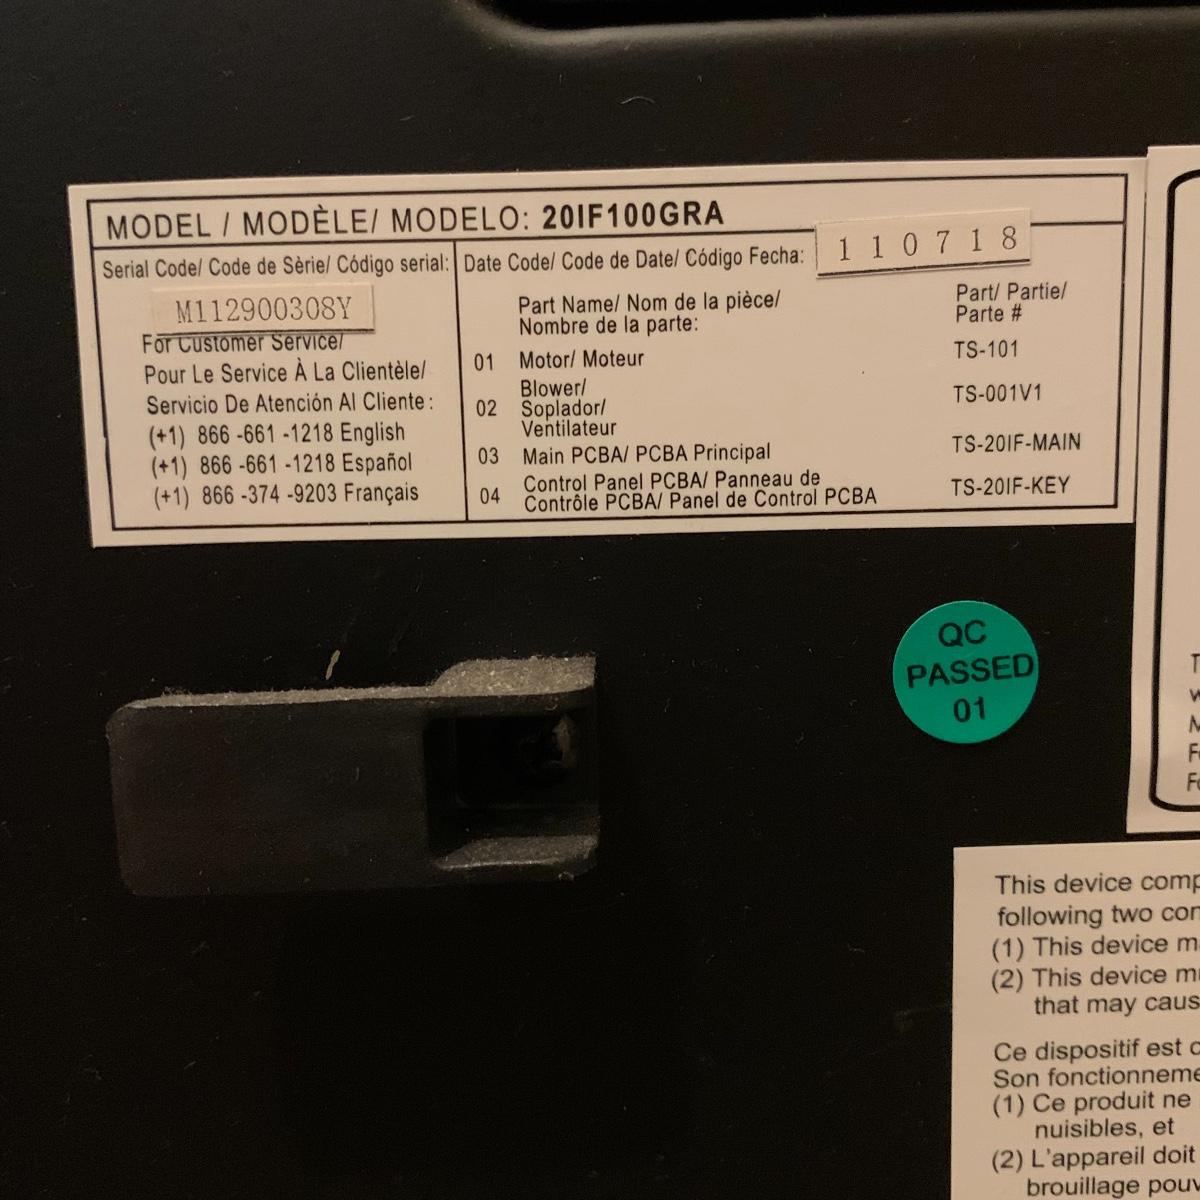 MODEL / MODÈLE/ MODELO: 20IF100GRA
Serial Code/ Code de Sèrie/ Código serial:
M112900308Y
For Customer Service/
Pour Le Service À La Clientèle/
Servicio De Atención Al Cliente :
(+1) 866 -661 -1218 English
(+1) 866 -661 -1218 Español
(+1) 866 -374 -9203 Français
Date Code/ Code de Date/ Código Fecha: 110718
Part Name/ Nom de la pièce/
Nombre de la parte:
Part/ Partie/
Parte #
01 Motor/ Moteur TS-101
02 Blower/
Soplador/
Ventilateur
TS-001V1
03 Main PCBA/ PCBA Principal TS-20IF-MAIN
04 Control Panel PCBA/ Panneau de
Contrôle PCBA/ Panel de Control PCBA
TS-20IF-KEY
QC
PASSED
01
This device
following two
(1) This device
(2) This device
that may
Ce dispositif est
Son
(1) Ce produit ne
nuisibles, et
(2) L'appareil doit
brouillage